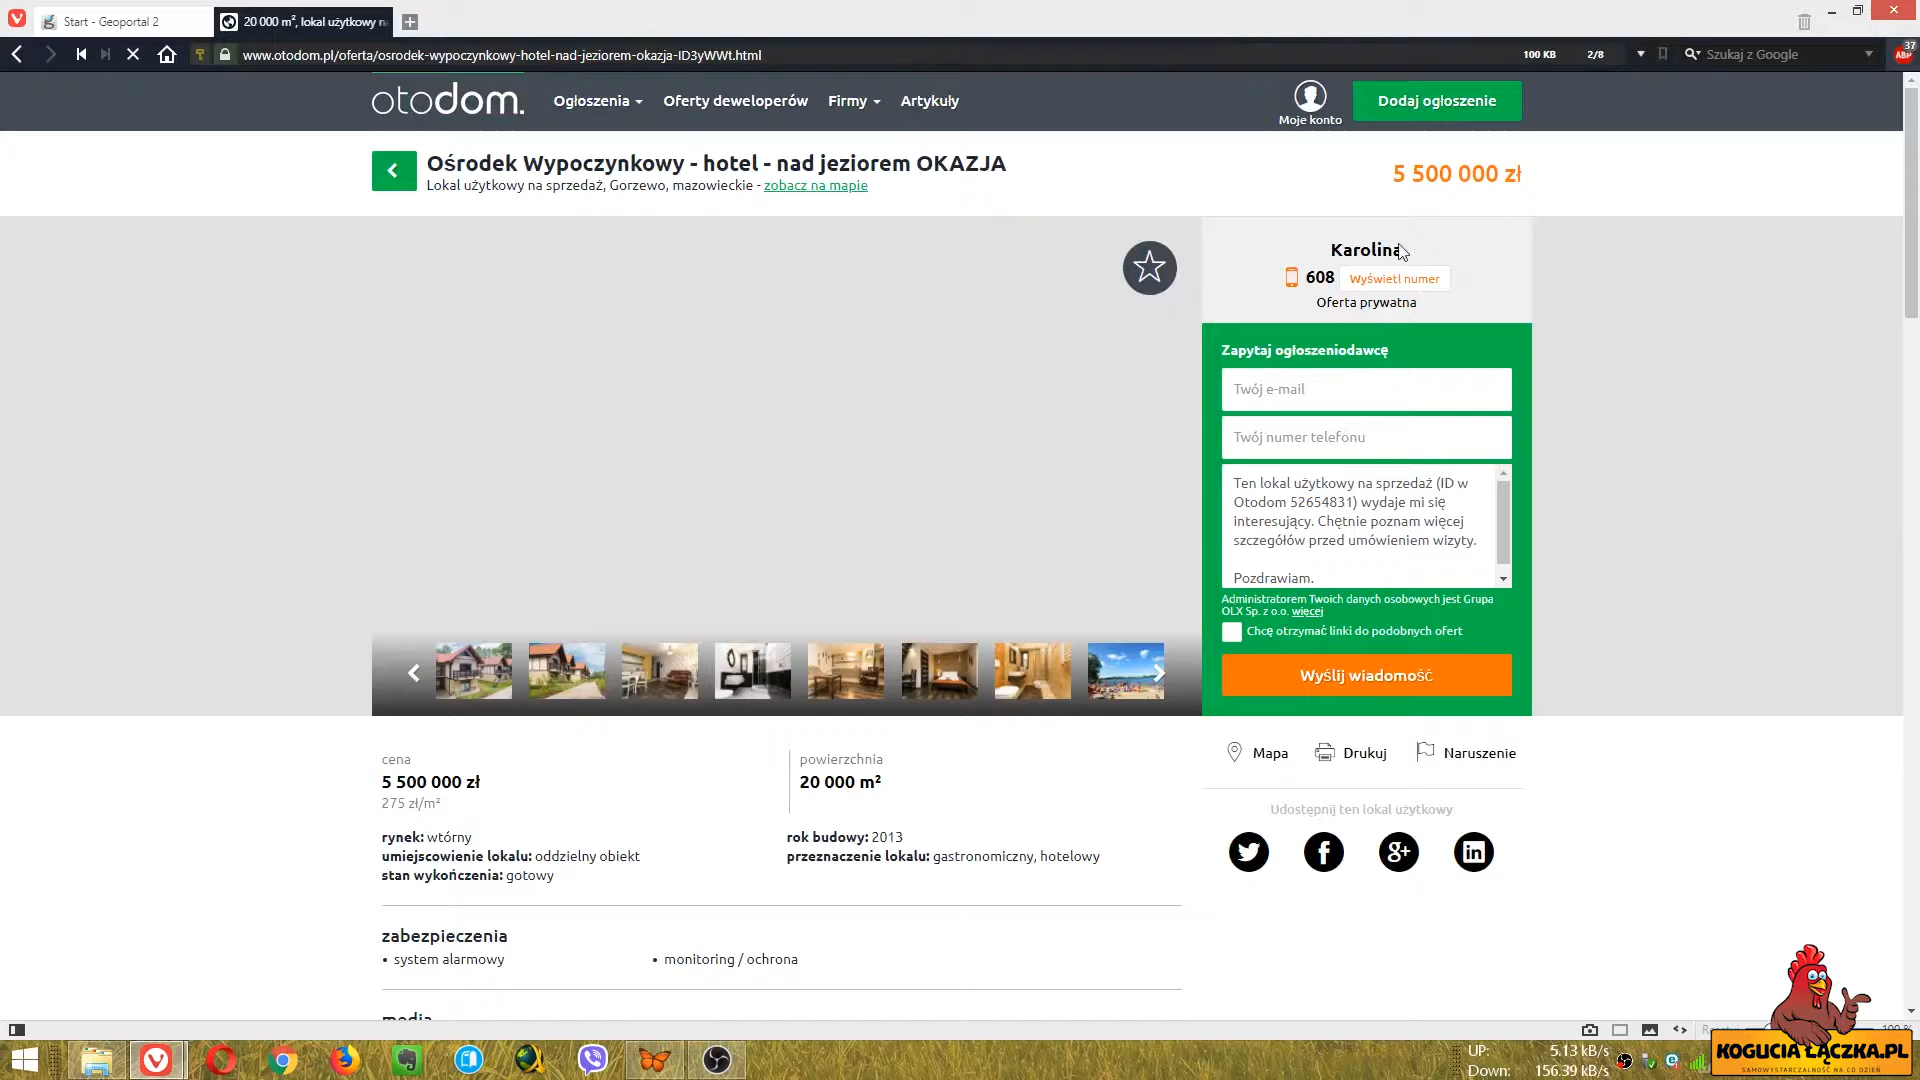 Start - Geoportal 2
20 000 m², lokal użytkowy n
www.otodom.pl/oferta/osrodek-wypoczynkowy-hotel-nad-jeziorem-okazja-ID3yWWt.html
100 KB
2/8
Szukaj z Google
37
ABP
otodom.
Ogłoszenia
Oferty deweloperów
Firmy
Artykuły
Moje konto
Dodaj ogłoszenie
Ośrodek Wypoczynkowy - hotel - nad jeziorem OKAZJA
Lokal użytkowy na sprzedaż, Gorzewo, mazowieckie - zobacz na mapie
5 500 000 zł
Karolina
608 Wyświetl numer
Oferta prywatna
Zapytaj ogłoszeniodawcę
Twój e-mail
Twój numer telefonu
Ten lokal użytkowy na sprzedaż (ID w
Otodom 52654831) wydaje mi się
interesujący. Chętnie poznam więcej
szczegółów przed umówieniem wizyty.
Pozdrawiam.
Administratorem Twoich danych osobowych jest Grupa
OLX Sp. z o.o. więcej
Chcę otrzymać linki do podobnych ofert
Wyślij wiadomość
cena
5 500 000 zł
275 zł/m²
powierzchnia
20 000 m²
Mapa
Drukuj
Naruszenie
Udostępnij ten lokal użytkowy
rynek: wtórny
umiejscowienie lokalu: oddzielny obiekt
stan wykończenia: gotowy
rok budowy: 2013
przeznaczenie lokalu: gastronomiczny, hotelowy
zabezpieczenia
• system alarmowy
• monitoring / ochrona
media
UP: 5.13 kB/s
Down: 156.39 kB/s
KOGUCIA ŁĄCZKA.PL
SAMOWYSTARCZALNOŚĆ NA CO DZIEŃ